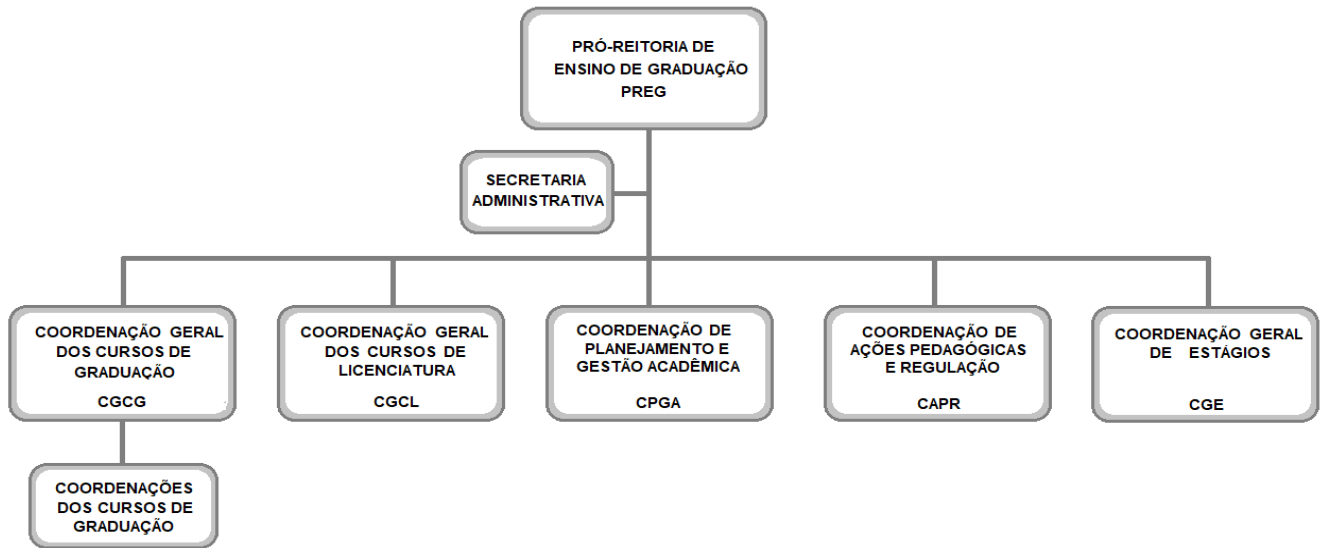 PRÓ-REITORIA DE
ENSINO DE GRADUAÇÃO
PREG
SECRETARIA
ADMINISTRATIVA
COORDENAÇÃO GERAL
DOS CURSOS DE
GRADUAÇÃO
CGCG
COORDENAÇÃO GERAL
DOS CURSOS DE
LICENCIATURA
CGCL
COORDENAÇÃO DE
PLANEJAMENTO E
GESTÃO ACADÊMICA
CPGA
COORDENAÇÃO DE
AÇÕES PEDAGÓGICAS
E REGULAÇÃO
CAPR
COORDENAÇÃO GERAL
DE ESTÁGIOS
CGE
COORDENAÇÕES
DOS CURSOS DE
GRADUAÇÃO